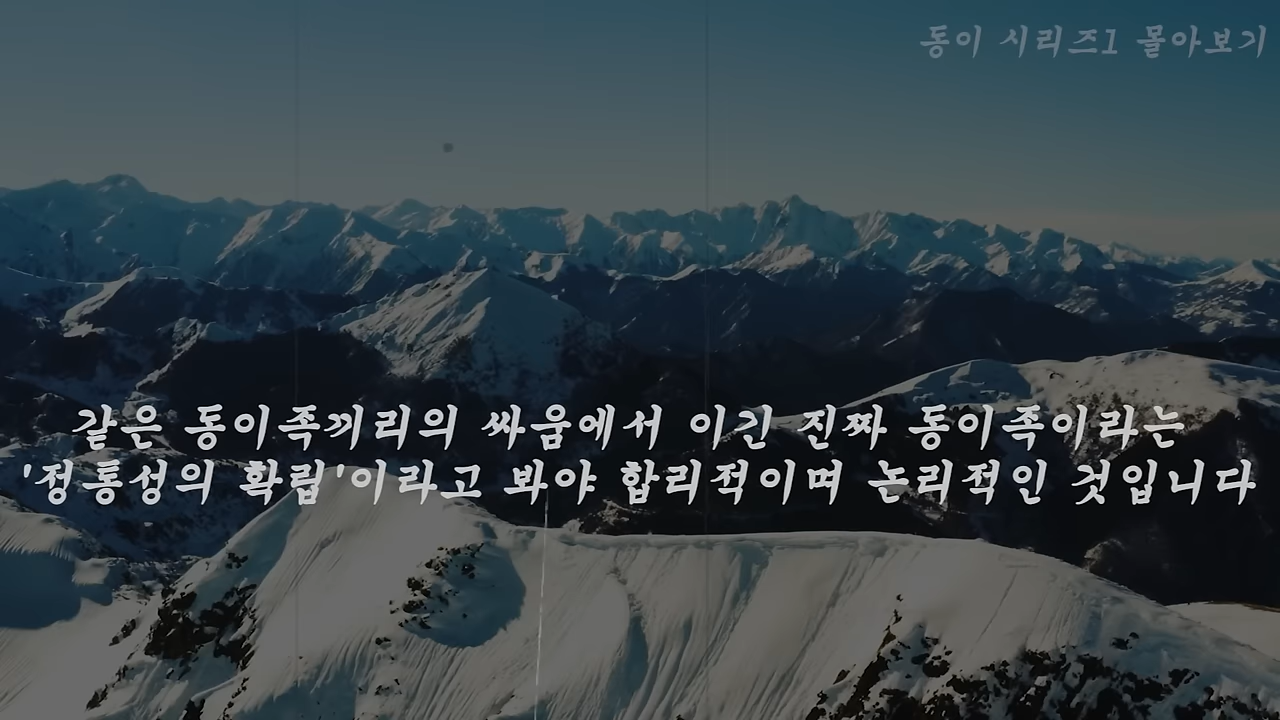 동이 시리즈1 몰아보기
같은 동이족끼리의 싸움에서 이긴 진짜 동이족이라는
'정통성의 확립'이라고 봐야 합리적이며 논리적인 것입니다